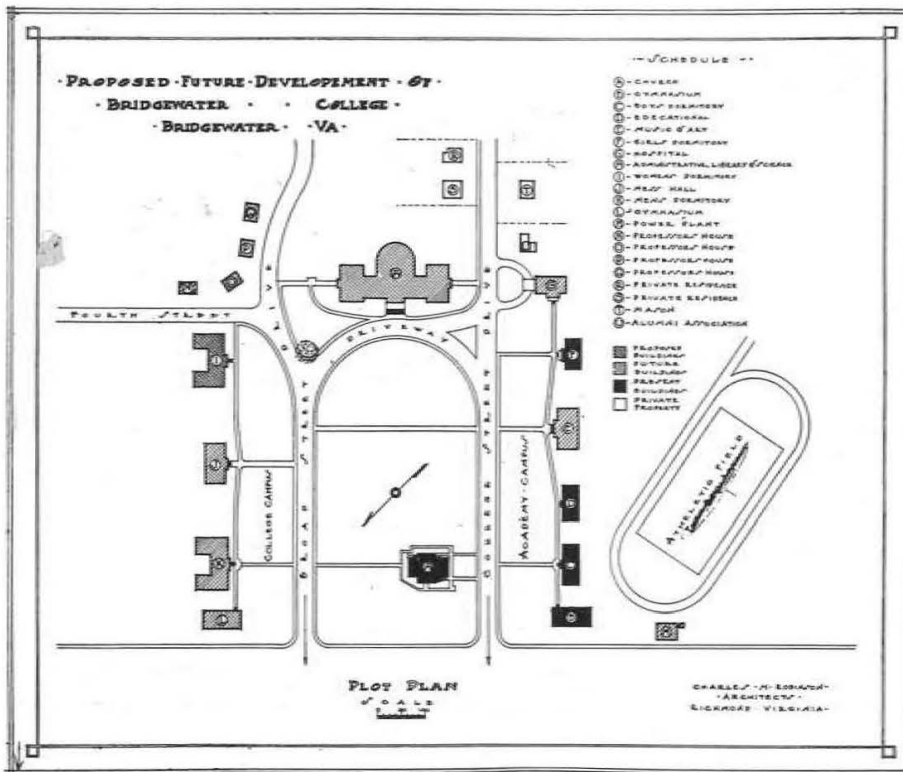 · PROPOSED · FUTURE · DEVELOPEMENT · OF ·
· BRIDGEWATER · · COLLEGE ·
· BRIDGEWATER · · VA ·
SCHEDULE
A - CHURCH
B - GYMNASIUM
C - BOYS DORMITORY
D - EDUCATIONAL
E - MUSIC & ART
F - GIRLS DORMITORY
G - HOSPITAL
H - ADMINISTRATIVE, LIBRARY & SCIENCE
I - WOMENS DORMITORY
J - MESS HALL
K - MENS DORMITORY
L - GYMNASIUM
M - POWER PLANT
N - PROFESSORS HOUSE
O - PROFESSORS HOUSE
P - PROFESSORS HOUSE
Q - PROFESSORS HOUSE
R - PRIVATE RESIDENCE
S - PRIVATE RESIDENCE
T - MASON
U - ALUMNI ASSOCIATION
PROPOSED
BUILDINGS
FUTURE
BUILDINGS
PRESENT
BUILDINGS
PRIVATE
PROPERTY
FOURTH STREET
DRIVE
DRIVEWAY
BROAD STREET
COLLEGE STREET DRIVE
COLLEGE CAMPUS
ACADEMY · CAMPUS
ATHELETIC FIELD
PLOT PLAN
SCALE
CHARLES · M · ROBINSON ·
· ARCHITECTS ·
RICHMOND · VIRGINIA ·